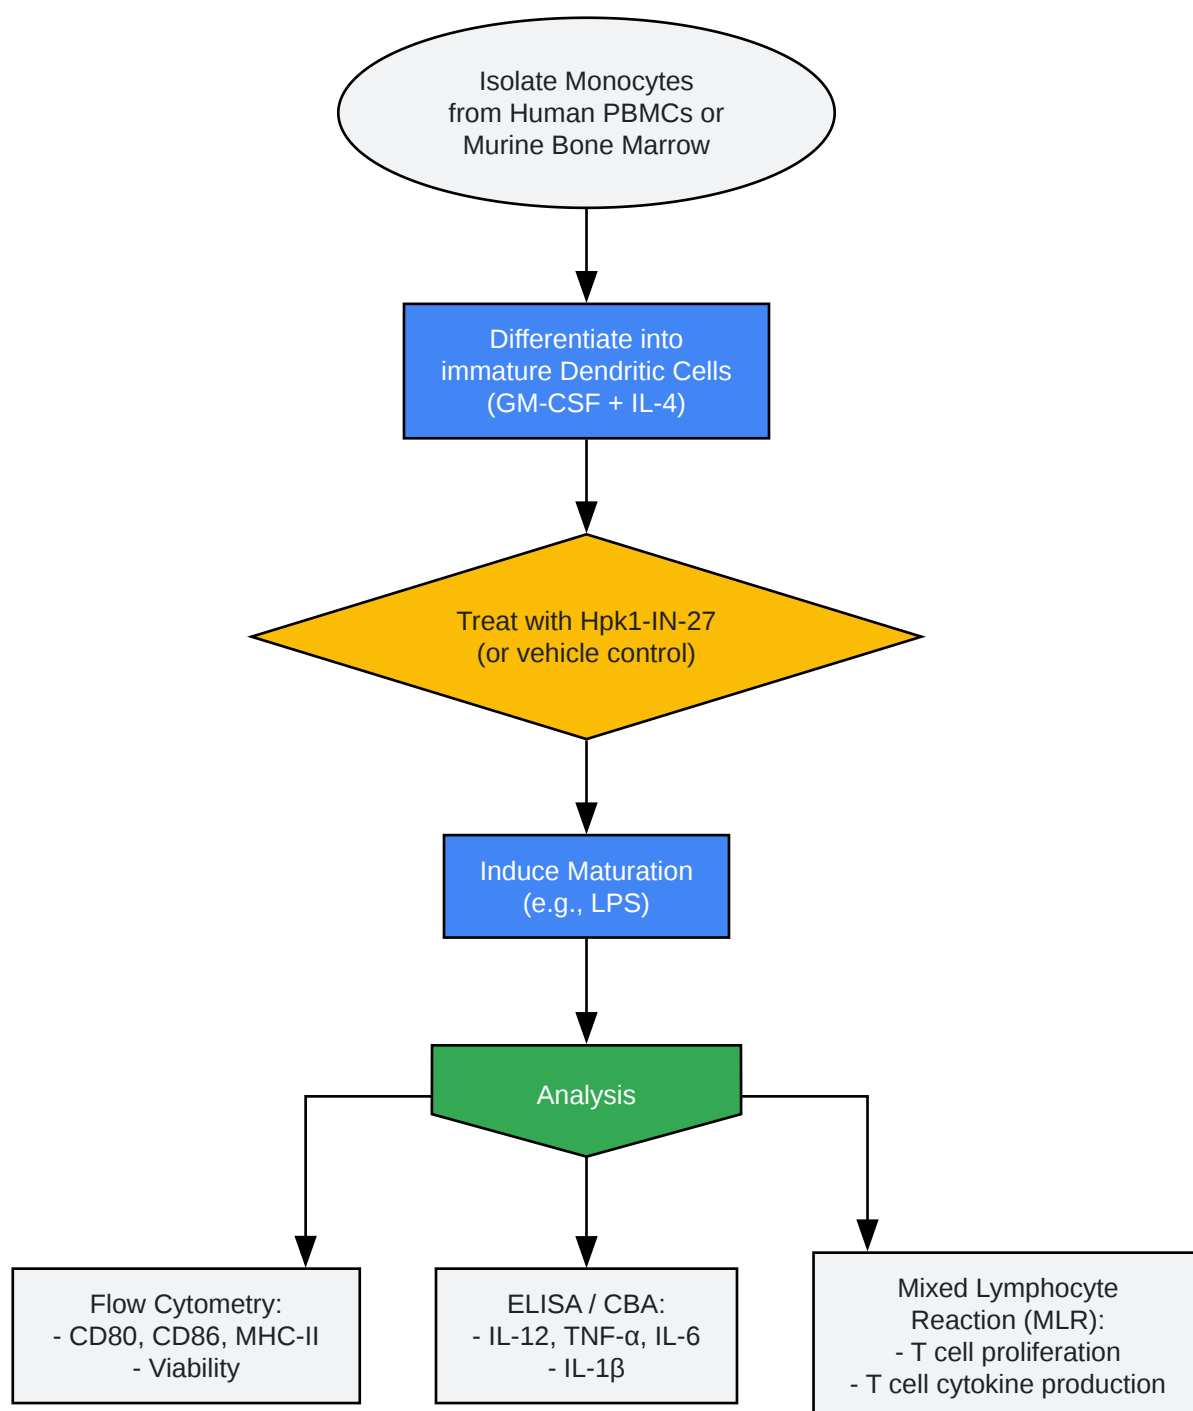 Isolate Monocytes
from Human PBMCs or
Murine Bone Marrow
Differentiate into
immature Dendritic Cells
(GM-CSF + IL-4)
Treat with Hpk1-IN-27
(or vehicle control)
Induce Maturation
(e.g., LPS)
Analysis
Flow Cytometry:
- CD80, CD86, MHC-II
- Viability
ELISA / CBA:
- IL-12, TNF-α, IL-6
- IL-1β
Mixed Lymphocyte
Reaction (MLR):
- T cell proliferation
- T cell cytokine production